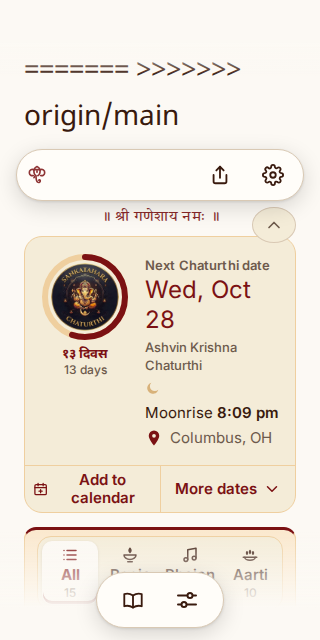 ======= >>>>>>>
origin/main
॥ श्री गणेशाय नमः ॥
SANKATAHARA
CHATURTHI
१३ दिवस
13 days
Next Chaturthi date
Wed, Oct
28
Ashvin Krishna
Chaturthi
Moonrise 8:09 pm
Columbus, OH
Add to
calendar
More dates
All
15
Bhajan
Aarti
10